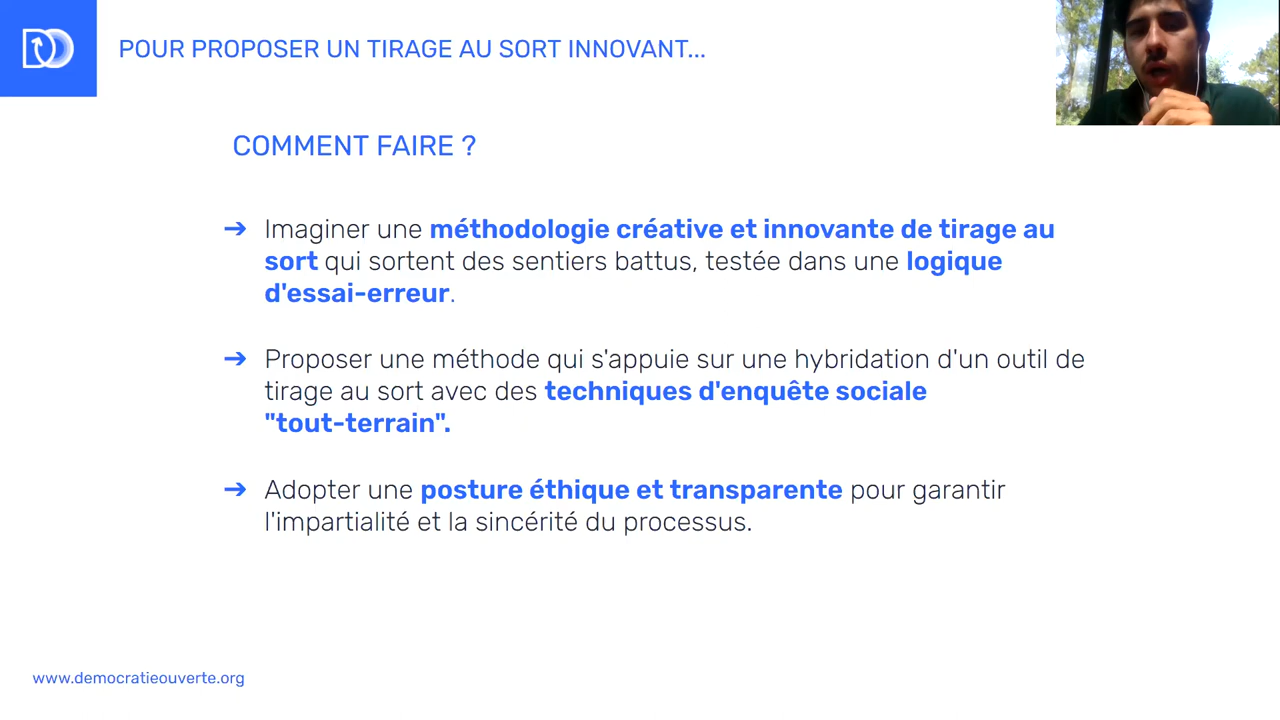 POUR PROPOSER UN TIRAGE AU SORT INNOVANT...
COMMENT FAIRE ?
➔ Imaginer une méthodologie créative et innovante de tirage au
sort qui sortent des sentiers battus, testée dans une logique
d'essai-erreur.
➔ Proposer une méthode qui s'appuie sur une hybridation d'un outil de
tirage au sort avec des techniques d'enquête sociale
"tout-terrain".
➔ Adopter une posture éthique et transparente pour garantir
l'impartialité et la sincérité du processus.
www.democratieouverte.org